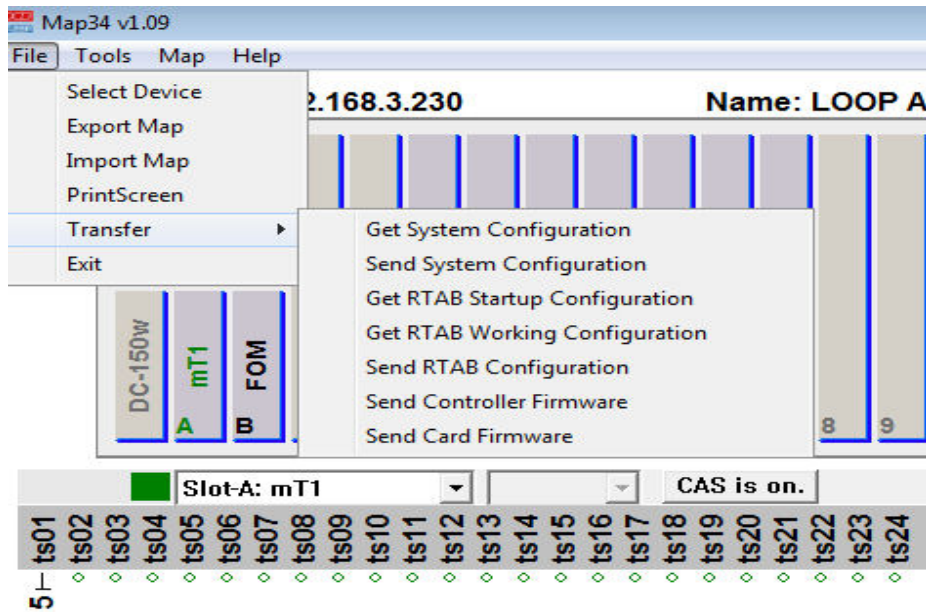 Map34 v1.09
File Tools Map Help
Select Device
Export Map
Import Map
PrintScreen
Transfer
Exit
2.168.3.230 Name: LOOP A
Get System Configuration
Send System Configuration
Get RTAB Startup Configuration
Get RTAB Working Configuration
Send RTAB Configuration
Send Controller Firmware
Send Card Firmware
DC-150w
mT1
FOM
A B 8 9
Slot-A: mT1 CAS is on.
ts01 ts02 ts03 ts04 ts05 ts06 ts07 ts08 ts09 ts10 ts11 ts12 ts13 ts14 ts15 ts16 ts17 ts18 ts19 ts20 ts21 ts22 ts23 ts24
5